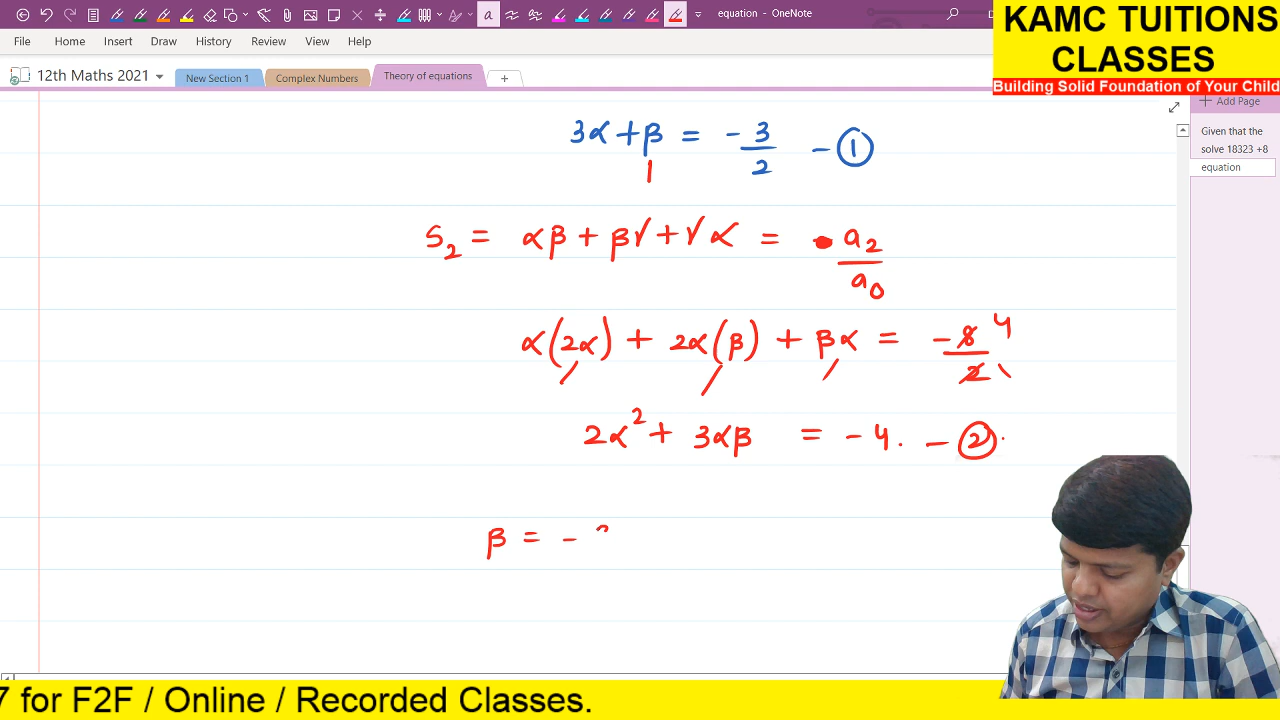 equation - OneNote
KAMC TUITIONS
CLASSES
Building Solid Foundation of Your Child
File Home Insert Draw History Review View Help
12th Maths 2021
New Section 1 Complex Numbers Theory of equations +
+ Add Page
Given that the
solve 18323 +8
equation
3α + β = - 3/2 - ①
S₂ = αβ + βγ + γα = a₂/a₀
α(2α) + 2α(β) + βα = - 8/2 4
2α² + 3αβ = - 4. - ②.
β = -
7 for F2F / Online / Recorded Classes.